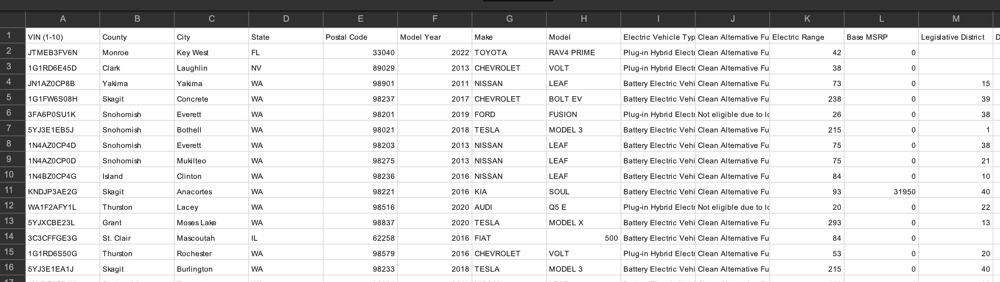 A B C D E F G H I J K L M
1 VIN (1-10) County City State Postal Code Model Year Make Model Electric Vehicle Typ Clean Alternative Fu Electric Range Base MSRP Legislative District D
2 JTMEB3FV6N Monroe Key West FL 33040 2022 TOYOTA RAV4 PRIME Plug-in Hybrid Electr Clean Alternative Fu 42 0
3 1G1RD6E45D Clark Laughlin NV 89029 2013 CHEVROLET VOLT Plug-in Hybrid Electr Clean Alternative Fu 38 0
4 JN1AZ0CP8B Yakima Yakima WA 98901 2011 NISSAN LEAF Battery Electric Vehi Clean Alternative Fu 73 0 15
5 1G1FW6S08H Skagit Concrete WA 98237 2017 CHEVROLET BOLT EV Battery Electric Vehi Clean Alternative Fu 238 0 39
6 3FA6P0SU1K Snohomish Everett WA 98201 2019 FORD FUSION Plug-in Hybrid Electr Not eligible due to lo 26 0 38
7 5YJ3E1EB5J Snohomish Bothell WA 98021 2018 TESLA MODEL 3 Battery Electric Vehi Clean Alternative Fu 215 0 1
8 1N4AZ0CP4D Snohomish Everett WA 98203 2013 NISSAN LEAF Battery Electric Vehi Clean Alternative Fu 75 0 38
9 1N4AZ0CP0D Snohomish Mukilteo WA 98275 2013 NISSAN LEAF Battery Electric Vehi Clean Alternative Fu 75 0 21
10 1N4BZ0CP4G Island Clinton WA 98236 2016 NISSAN LEAF Battery Electric Vehi Clean Alternative Fu 84 0 10
11 KNDJP3AE2G Skagit Anacortes WA 98221 2016 KIA SOUL Battery Electric Vehi Clean Alternative Fu 93 31950 40
12 WA1F2AFY1L Thurston Lacey WA 98516 2020 AUDI Q5 E Plug-in Hybrid Electr Not eligible due to lo 20 0 22
13 5YJXCBE23L Grant Moses Lake WA 98837 2020 TESLA MODEL X Battery Electric Vehi Clean Alternative Fu 293 0 13
14 3C3CFFGE3G St. Clair Mascoutah IL 62258 2016 FIAT 500 Battery Electric Vehi Clean Alternative Fu 84 0
15 1G1RD6S50G Thurston Rochester WA 98579 2016 CHEVROLET VOLT Plug-in Hybrid Electr Clean Alternative Fu 53 0 20
16 5YJ3E1EA1J Skagit Burlington WA 98233 2018 TESLA MODEL 3 Battery Electric Vehi Clean Alternative Fu 215 0 40